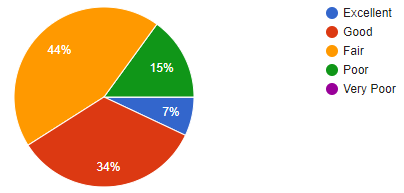 Excellent
Good
Fair
Poor
Very Poor
44%
15%
7%
34%